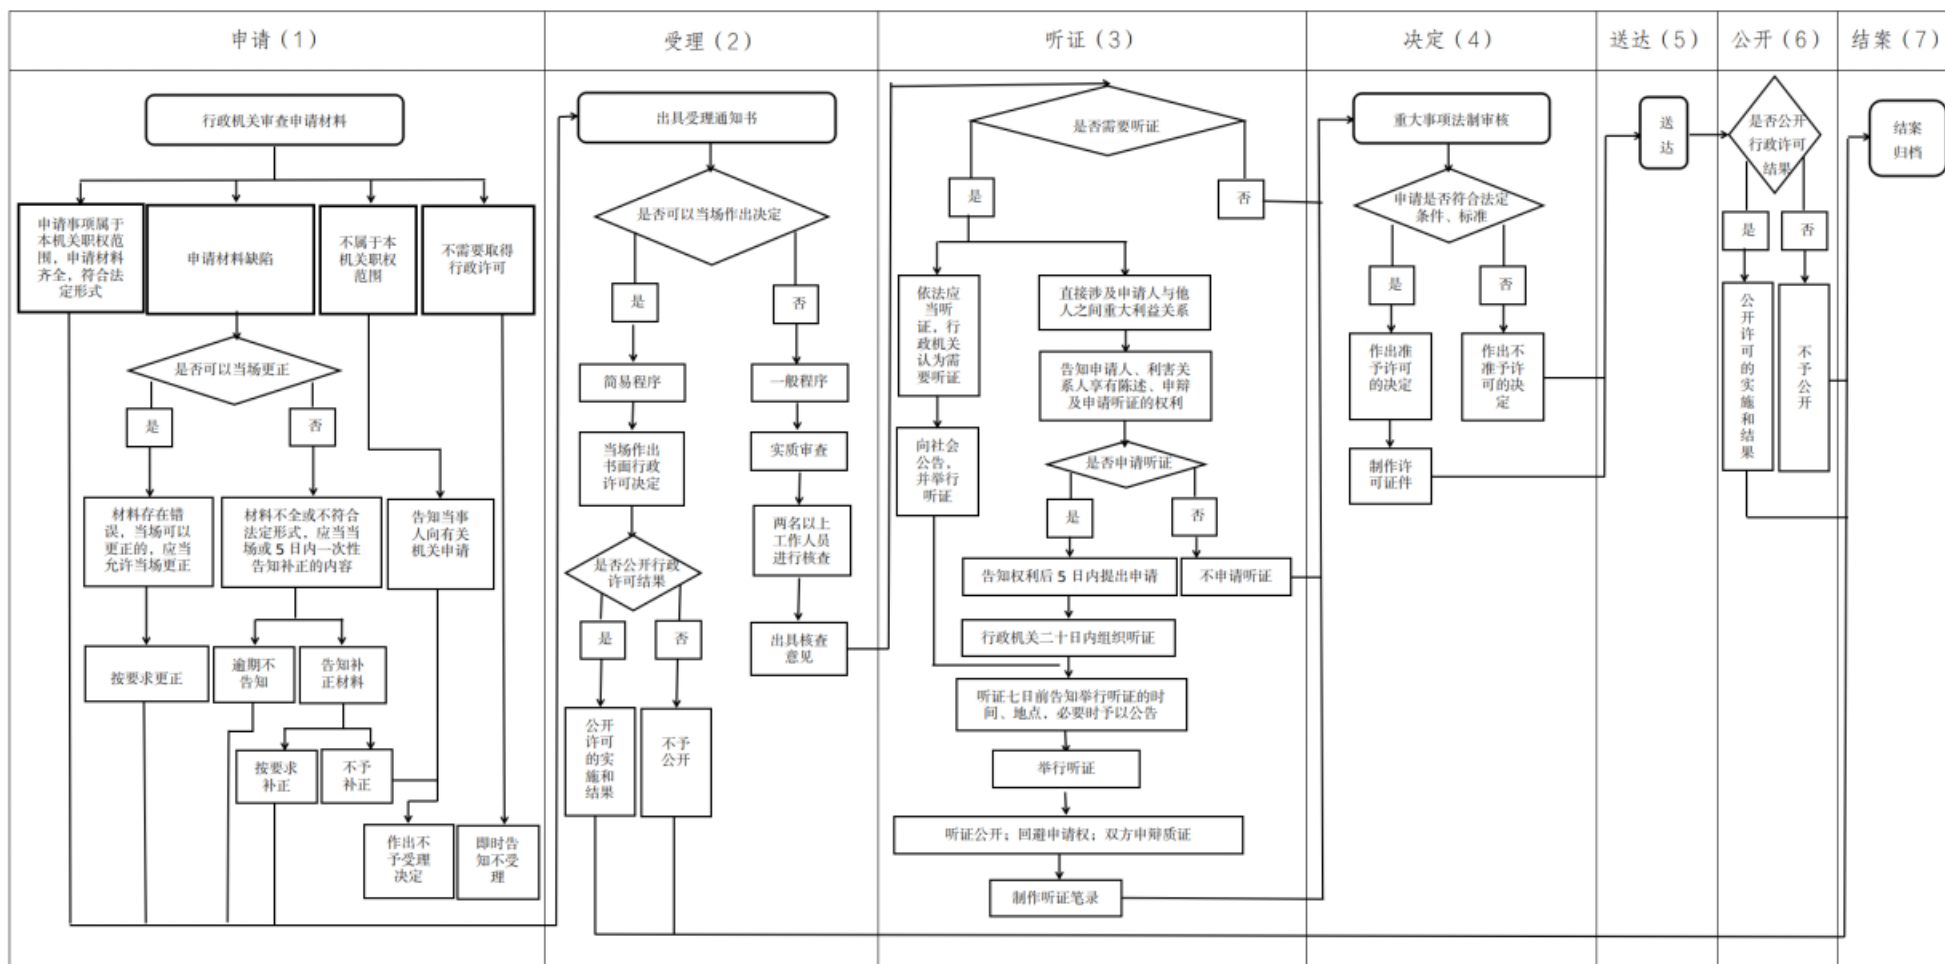 申请（1）
受理（2）
听证（3）
决定（4）
送达（5）
公开（6）
结案（7）
行政机关审查申请材料
申请事项属于
本机关职权范
围，申请材料
齐全，符合法
定形式
申请材料缺陷
不属于本
机关职权
范围
不需要取得
行政许可
是否可以当场更正
是
否
材料存在错
误，当场可以
更正的，应当
允许当场更正
材料不全或不符合
法定形式，应当当
场或5日内一次性
告知补正的内容
告知当事
人向有关
机关申请
按要求更正
逾期不
告知
告知补
正材料
按要求
补正
不予
补正
作出不
予受理
决定
即时告
知不受
理
出具受理通知书
是否可以当场作出决定
是
否
简易程序
一般程序
当场作出
书面行政
许可决定
实质审查
两名以上
工作人员
进行核查
是否公开行政
许可结果
是
否
出具核查
意见
公开
许可
的实
施和
结果
不予
公开
是否需要听证
是
否
依法应
当听
证，行
政机关
认为需
要听证
直接涉及申请人与他
人之间重大利益关系
告知申请人、利害关
系人享有陈述、申辩
及申请听证的权利
向社会
公告，
并举行
听证
是否申请听证
是
否
告知权利后5日内提出申请
不申请听证
行政机关二十日内组织听证
听证七日前告知举行听证的时
间、地点，必要时予以公告
举行听证
听证公开；回避申请权；双方申辩质证
制作听证笔录
重大事项法制审核
申请是否符合法定
条件、标准
是
否
作出准
予许可
的决定
作出不
准予许
可的决
定
制作许
可证件
送
达
是否公开
行政许可
结果
是
否
公
开
许
可
的
实
施
和
结
果
不
予
公
开
结案
归档